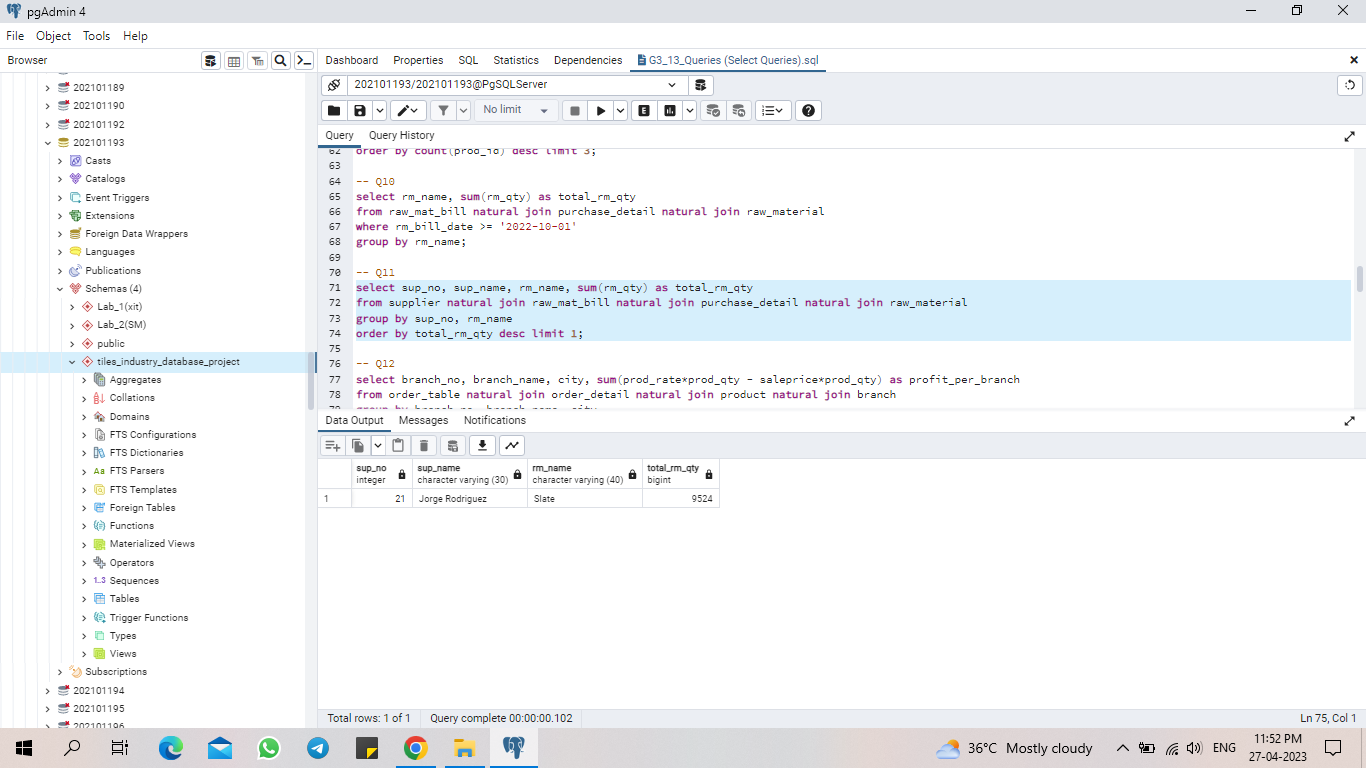 pgAdmin 4
File Object Tools Help
Browser
Dashboard Properties SQL Statistics Dependencies G3_13_Queries (Select Queries).sql
202101189
202101190
202101192
202101193
Casts
Catalogs
Event Triggers
Extensions
Foreign Data Wrappers
Languages
Publications
Schemas (4)
Lab_1(xit)
Lab_2(SM)
public
tiles_industry_database_project
Aggregates
Collations
Domains
FTS Configurations
FTS Dictionaries
FTS Parsers
FTS Templates
Foreign Tables
Functions
Materialized Views
Operators
Sequences
Tables
Trigger Functions
Types
Views
Subscriptions
202101194
202101195
202101196
202101193/202101193@PgSQLServer
No limit
Query Query History
62 order by count(prod_id) desc limit 3;
63
64 -- Q10
65 select rm_name, sum(rm_qty) as total_rm_qty
66 from raw_mat_bill natural join purchase_detail natural join raw_material
67 where rm_bill_date >= '2022-10-01'
68 group by rm_name;
69
70 -- Q11
71 select sup_no, sup_name, rm_name, sum(rm_qty) as total_rm_qty
72 from supplier natural join raw_mat_bill natural join purchase_detail natural join raw_material
73 group by sup_no, rm_name
74 order by total_rm_qty desc limit 1;
75
76 -- Q12
77 select branch_no, branch_name, city, sum(prod_rate*prod_qty - saleprice*prod_qty) as profit_per_branch
78 from order_table natural join order_detail natural join product natural join branch
79 group by branch_no, branch_name, city
Data Output Messages Notifications
sup_no sup_name rm_name total_rm_qty
integer character varying (30) character varying (40) bigint
1 21 Jorge Rodriguez Slate 9524
Total rows: 1 of 1 Query complete 00:00:00.102 Ln 75, Col 1
36°C Mostly cloudy ENG 11:52 PM
27-04-2023